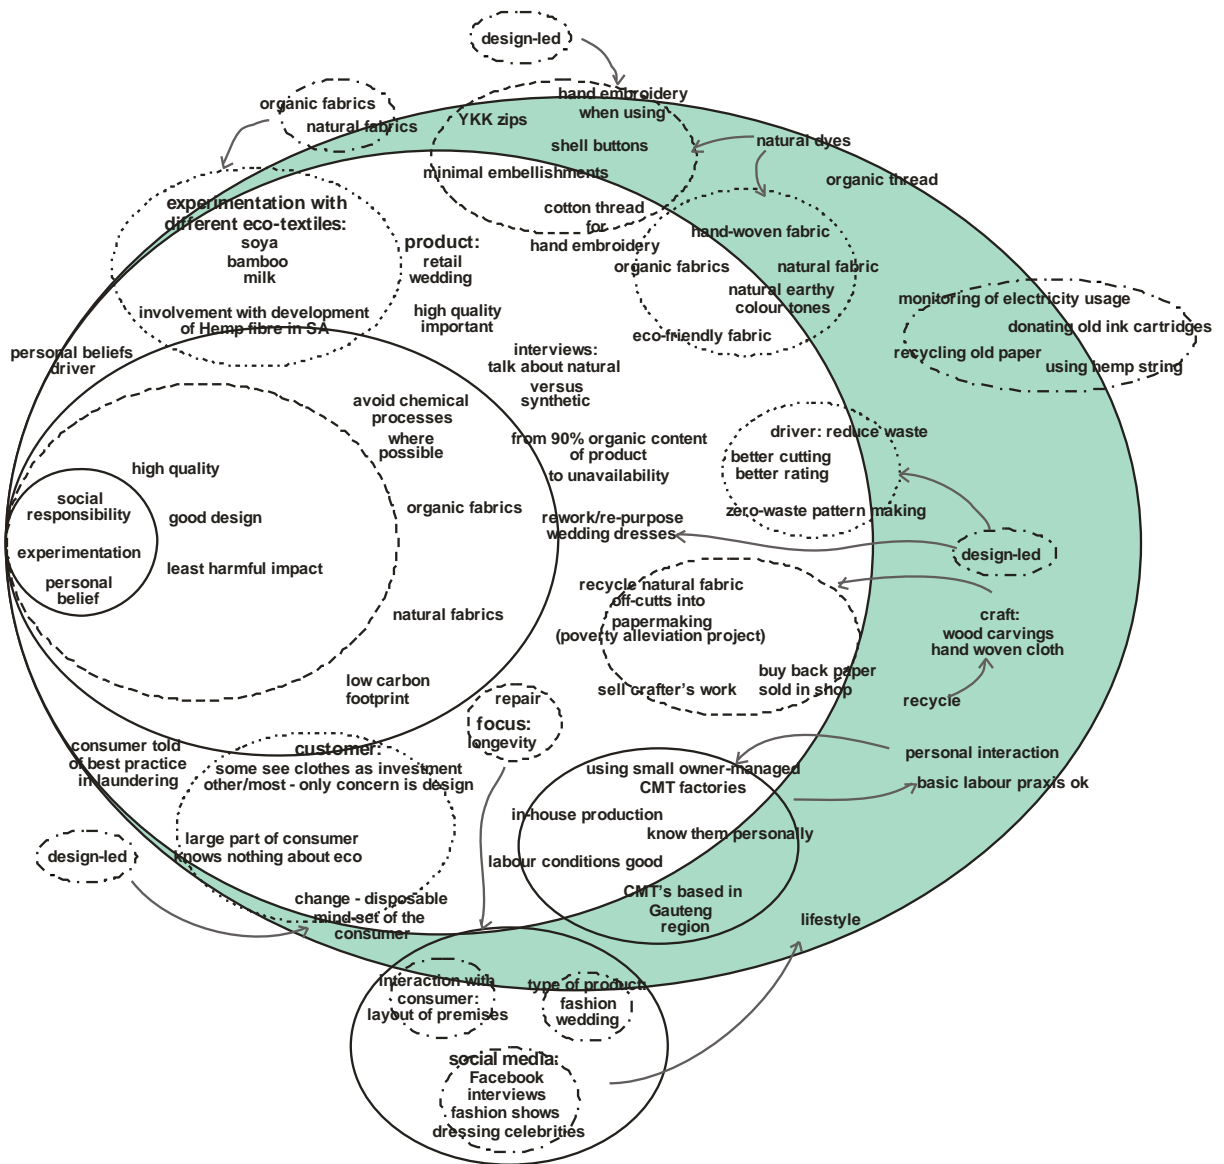 design-led
hand embroidery
when using
YKK zips
shell buttons
minimal embellishments
cotton thread
for
hand embroidery
organic fabrics
natural fabrics
natural dyes
organic thread
experimentation with
different eco-textiles:
soya
bamboo
milk
involvement with development
of Hemp fibre in SA
product:
retail
wedding
high quality
important
hand-woven fabric
organic fabrics
natural fabric
natural earthy
colour tones
eco-friendly fabric
monitoring of electricity usage
donating old ink cartridges
recycling old paper
using hemp string
personal beliefs
driver
interviews:
talk about natural
versus
synthetic
avoid chemical
processes
where
possible
from 90% organic content
of product
to unavailability
driver: reduce waste
better cutting
better rating
zero-waste pattern making
high quality
good design
least harmful impact
social
responsibility
experimentation
personal
belief
organic fabrics
natural fabrics
low carbon
footprint
rework/re-purpose
wedding dresses
design-led
recycle natural fabric
off-cuts into
papermaking
(poverty alleviation project)
buy back paper
sold in shop
sell crafter's work
craft:
wood carvings
hand woven cloth
recycle
repair
focus:
longevity
personal interaction
basic labour praxis ok
consumer told
of best practice
in laundering
customer:
some see clothes as investment
other/most - only concern is design
large part of consumer
knows nothing about eco
change - disposable
mind-set of the
consumer
design-led
using small owner-managed
CMT factories
in-house production
know them personally
labour conditions good
CMT's based in
Gauteng
region
lifestyle
interaction with
consumer:
layout of premises
type of product:
fashion
wedding
social media:
Facebook
interviews
fashion shows
dressing celebrities